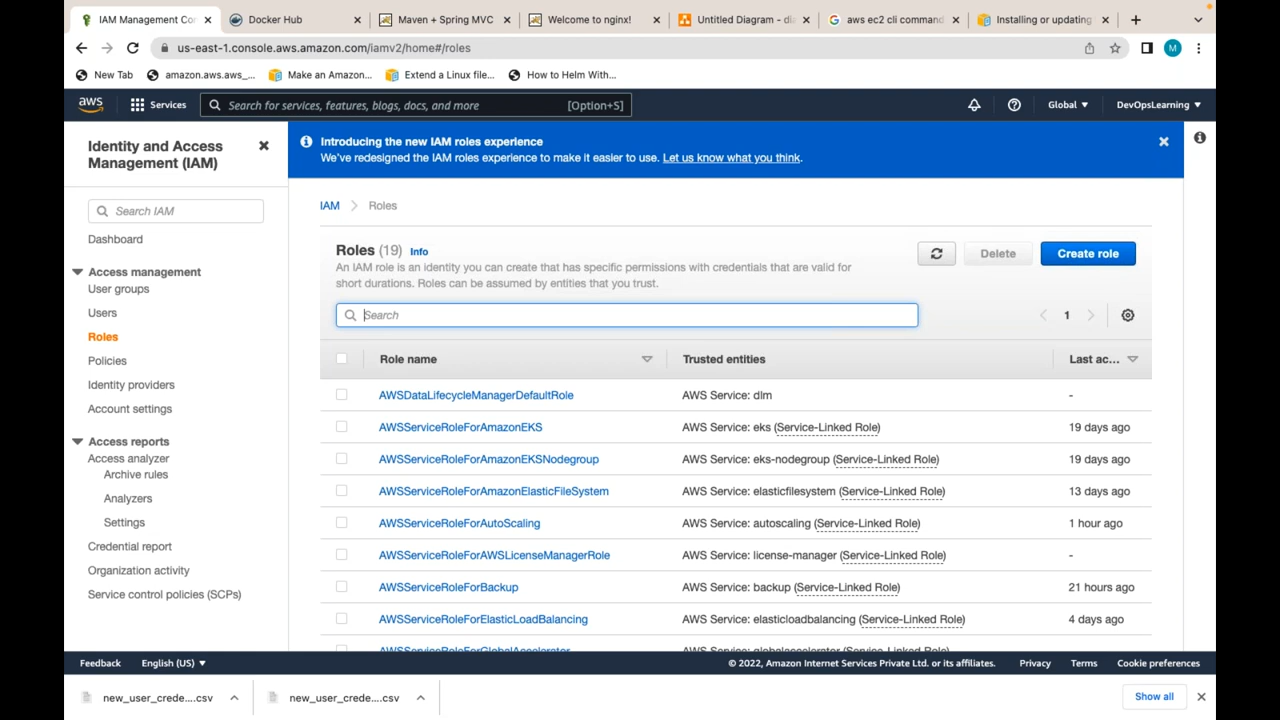 IAM Management Co
Docker Hub
Maven + Spring MVC
Welcome to nginx!
Untitled Diagram - di
aws ec2 cli command
Installing or updating
us-east-1.console.aws.amazon.com/iamv2/home#/roles
M
New Tab
amazon.aws.aws_...
Make an Amazon...
Extend a Linux file...
How to Helm With...
aws
Services
Search for services, features, blogs, docs, and more
[Option+S]
Global
DevOpsLearning
Identity and Access
Management (IAM)
Search IAM
Dashboard
Access management
User groups
Users
Roles
Policies
Identity providers
Account settings
Access reports
Access analyzer
Archive rules
Analyzers
Settings
Credential report
Organization activity
Service control policies (SCPs)
Introducing the new IAM roles experience
We've redesigned the IAM roles experience to make it easier to use. Let us know what you think.
IAM > Roles
Roles (19) Info
An IAM role is an identity you can create that has specific permissions with credentials that are valid for
short durations. Roles can be assumed by entities that you trust.
Delete
Create role
Search
1
Role name
Trusted entities
Last ac...
AWSDataLifecycleManagerDefaultRole
AWS Service: dlm
-
AWSServiceRoleForAmazonEKS
AWS Service: eks (Service-Linked Role)
19 days ago
AWSServiceRoleForAmazonEKSNodegroup
AWS Service: eks-nodegroup (Service-Linked Role)
19 days ago
AWSServiceRoleForAmazonElasticFileSystem
AWS Service: elasticfilesystem (Service-Linked Role)
13 days ago
AWSServiceRoleForAutoScaling
AWS Service: autoscaling (Service-Linked Role)
1 hour ago
AWSServiceRoleForAWSLicenseManagerRole
AWS Service: license-manager (Service-Linked Role)
-
AWSServiceRoleForBackup
AWS Service: backup (Service-Linked Role)
21 hours ago
AWSServiceRoleForElasticLoadBalancing
AWS Service: elasticloadbalancing (Service-Linked Role)
4 days ago
AWSServiceRoleForGlobalAccelerator
AWS Service: globalaccelerator (Service-Linked Role)
Feedback
English (US)
© 2022, Amazon Internet Services Private Ltd. or its affiliates.
Privacy
Terms
Cookie preferences
new_user_crede....csv
new_user_crede....csv
Show all